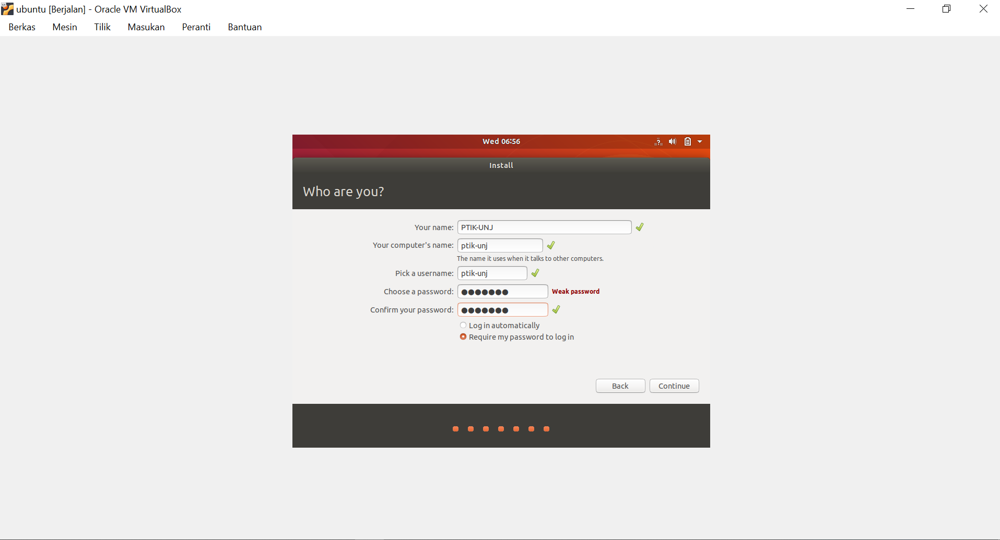 ubuntu [Berjalan] - Oracle VM VirtualBox
Berkas Mesin Tilik Masukan Peranti Bantuan
Wed 06:56
Install
Who are you?
Your name: PTIK-UNJ
Your computer's name: ptik-unj
The name it uses when it talks to other computers.
Pick a username: ptik-unj
Choose a password: ●●●●●●● Weak password
Confirm your password: ●●●●●●●
Log in automatically
Require my password to log in
Back Continue